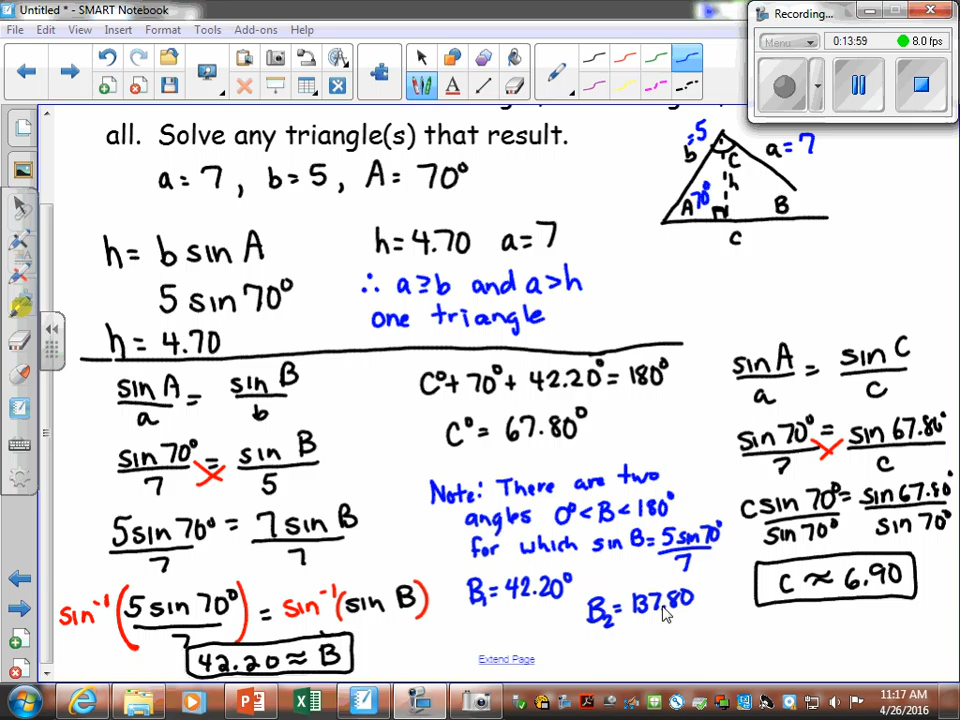 Untitled * - SMART Notebook
File Edit View Insert Format Tools Add-ons Help
Recording...
Menu
0:13:59
8.0 fps
all. Solve any triangle(s) that result.
a = 7, b = 5, A = 70°
h = b sin A
5 sin 70°
h = 4.70
h = 4.70 a = 7
∴ a ≥ b and a > h
one triangle
b = 5
a = 7
C
h
A 70°
B
c
sin A / a = sin B / b
sin 70° / 7 = sin B / 5
5 sin 70° / 7 = 7 sin B / 7
sin⁻¹ (5 sin 70° / 7) = sin⁻¹ (sin B)
42.20 ≈ B
C° + 70° + 42.20° = 180°
C° = 67.80°
Note: There are two
angles 0° < B < 180°
for which sin B = 5 sin 70° / 7
B₁ = 42.20°
B₂ = 137.80
sin A / a = sin C / c
sin 70° / 7 = sin 67.80° / c
c sin 70° / sin 70° = sin 67.80° / sin 70°
c ≈ 6.90
Extend Page
11:17 AM
4/26/2016